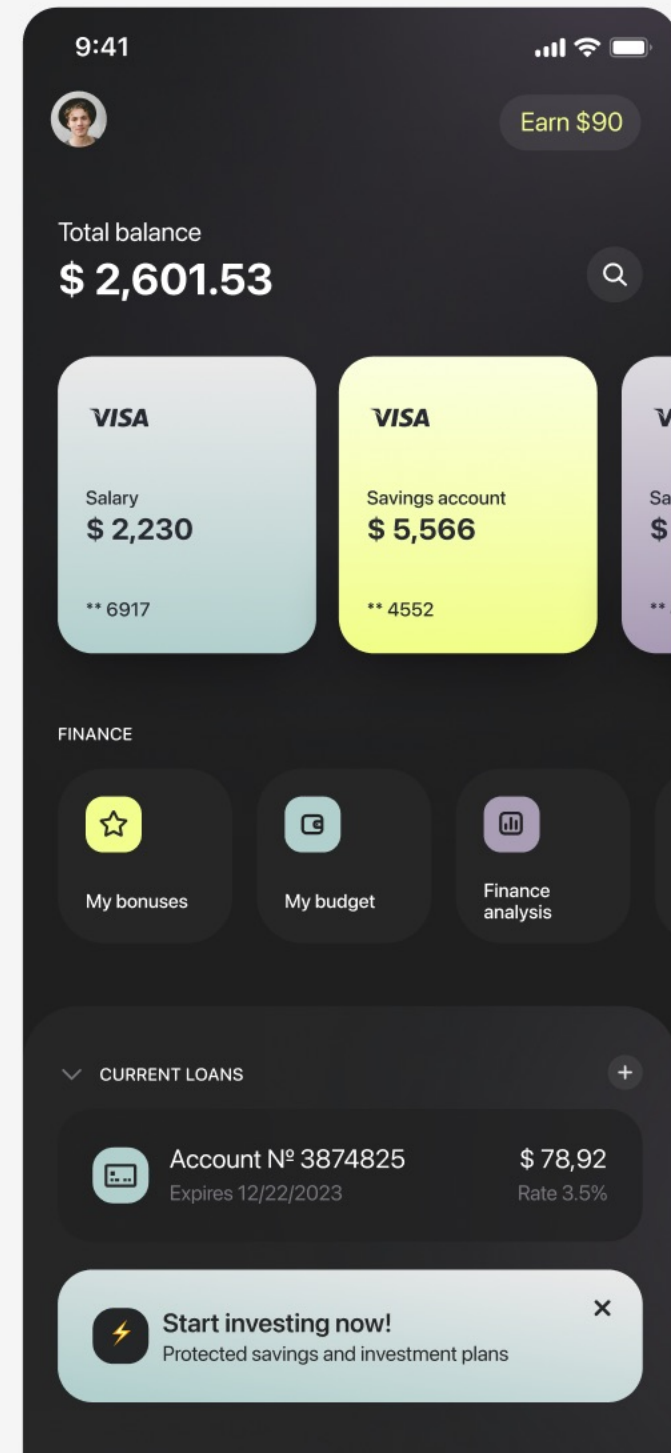 9:41
Earn $90
Total balance
$ 2,601.53
VISA
VISA
V
Salary
Savings account
Sa
$ 2,230
$ 5,566
$
** 6917
** 4552
**
FINANCE
My bonuses
My budget
Finance
analysis
CURRENT LOANS
Account Nº 3874825
$ 78,92
Expires 12/22/2023
Rate 3.5%
Start investing now!
Protected savings and investment plans